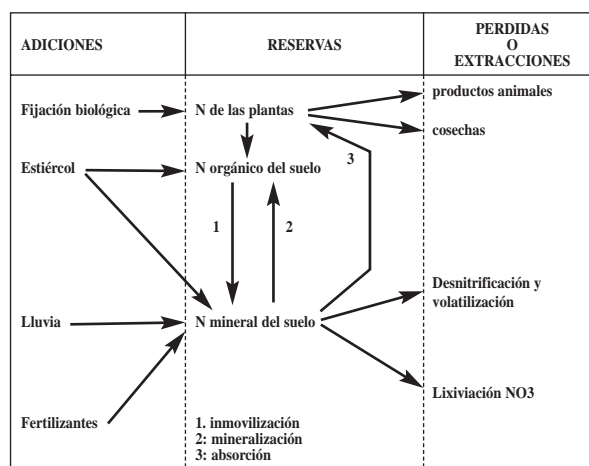 ADICIONES
RESERVAS
PERDIDAS
O
EXTRACCIONES
Fijación biológica
N de las plantas
productos animales
cosechas
3
Estiércol
N orgánico del suelo
1
2
Desnitrificación y
volatilización
Lluvia
N mineral del suelo
Lixiviación NO3
Fertilizantes
1. inmovilización
2: mineralización
3: absorción